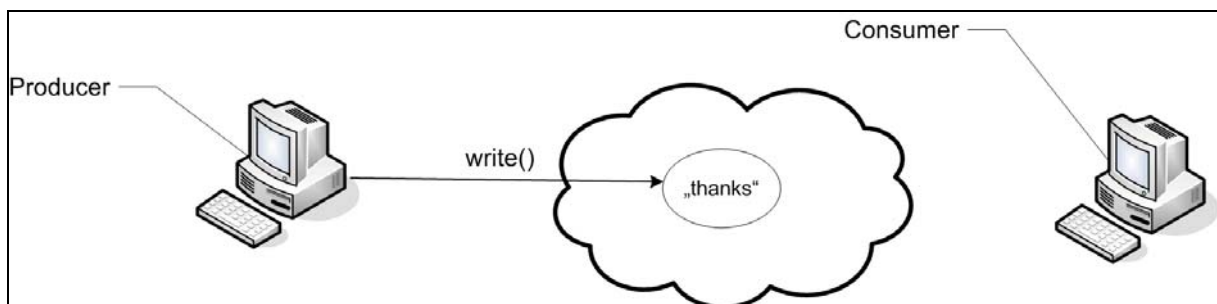 Consumer
Producer
write()
„thanks“